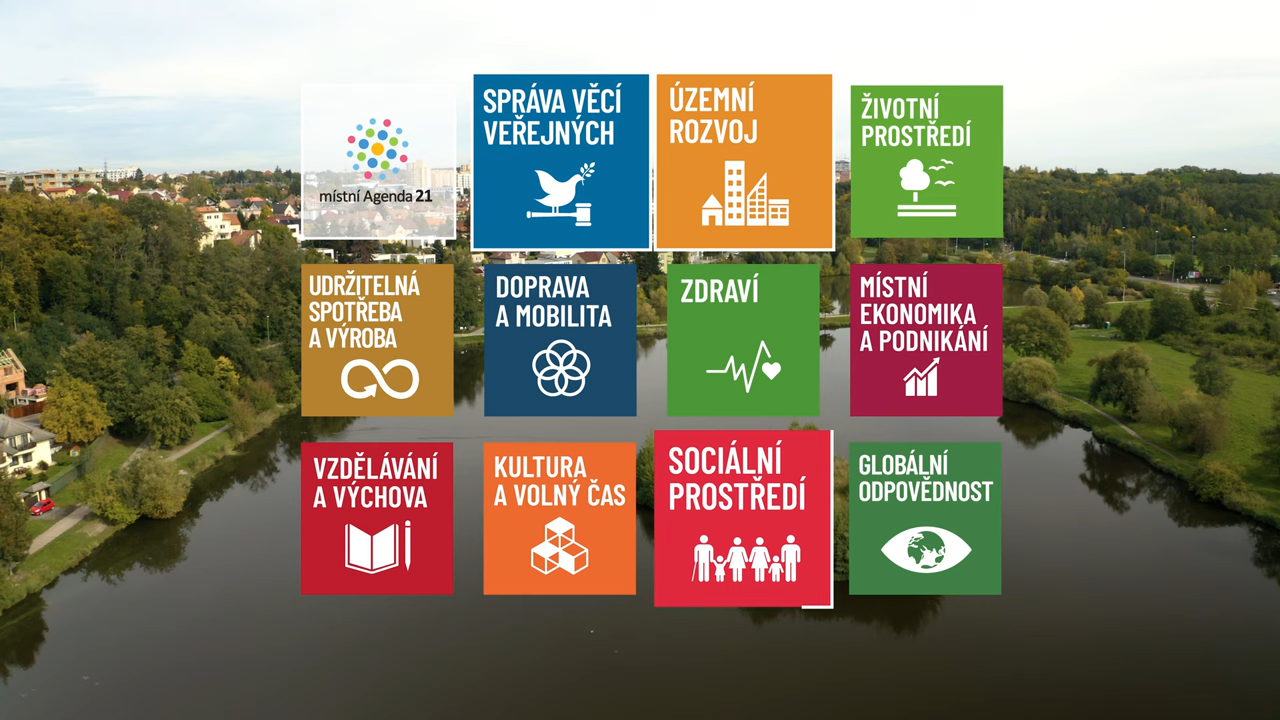 místní Agenda 21
SPRÁVA VĚCÍ
VEŘEJNÝCH
ÚZEMNÍ
ROZVOJ
ŽIVOTNÍ
PROSTŘEDÍ
UDRŽITELNÁ
SPOTŘEBA
A VÝROBA
DOPRAVA
A MOBILITA
ZDRAVÍ
MÍSTNÍ
EKONOMIKA
A PODNIKÁNÍ
VZDĚLÁVÁNÍ
A VÝCHOVA
KULTURA
A VOLNÝ ČAS
SOCIÁLNÍ
PROSTŘEDÍ
GLOBÁLNÍ
ODPOVĚDNOST